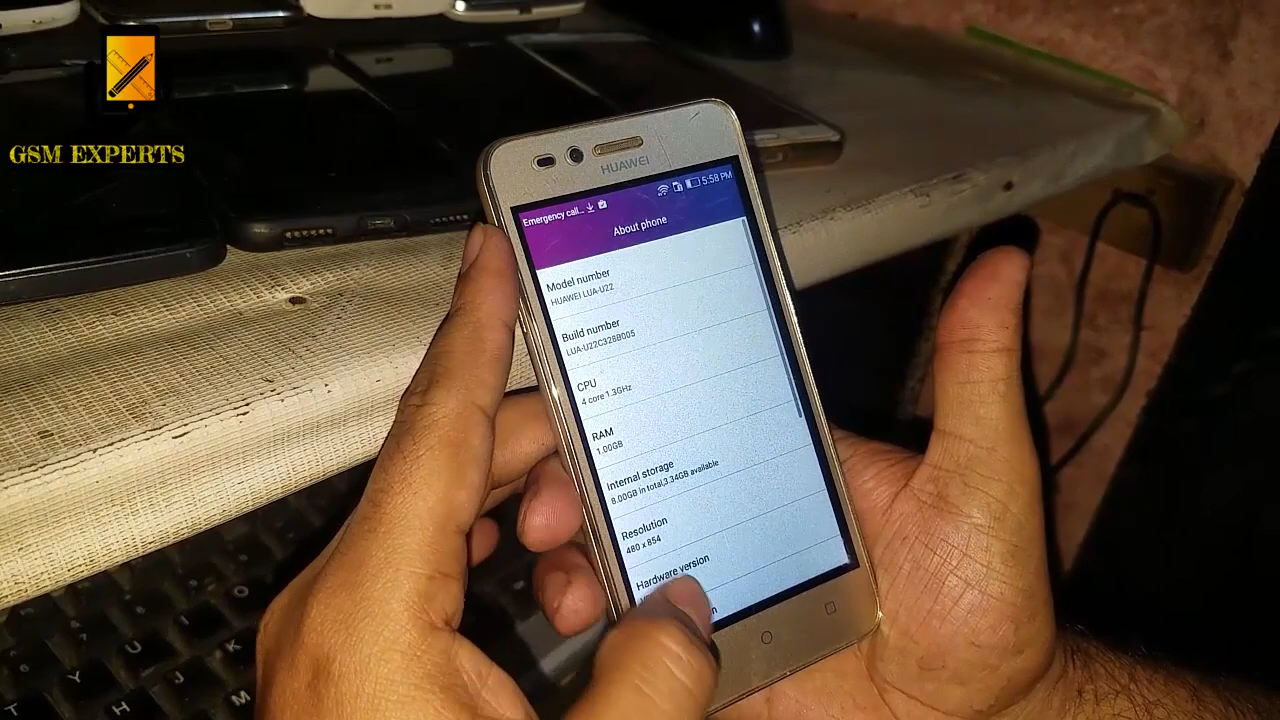 GSM EXPERTS
HUAWEI
Emergency call...
5:58 PM
About phone
Model number
HUAWEI LUA-U22
Build number
LUA-U22C328B005
CPU
4 core 1.3GHz
RAM
1.00GB
Internal storage
8.00GB in total,3.34GB available
Resolution
480 x 854
Hardware version
U
O
K
Y
J
M
T
H